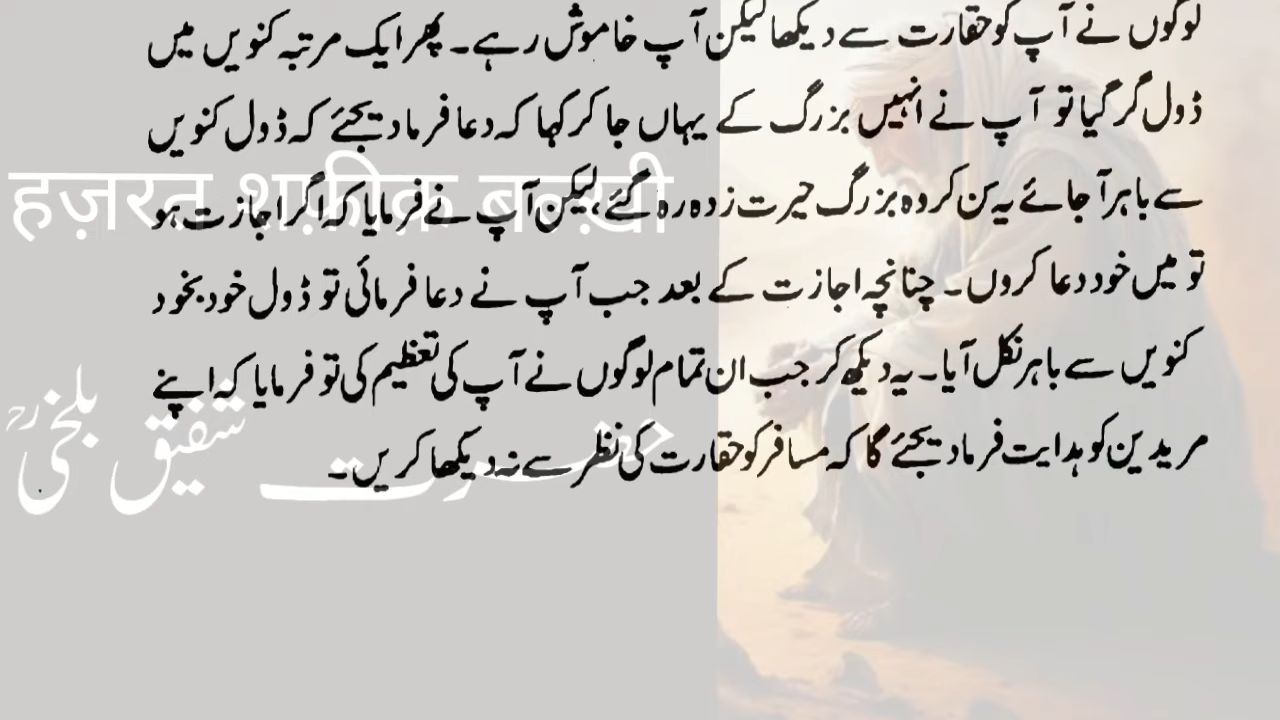 لوگوں نے آپ کو حقارت سے دیکھا لیکن آپ خاموش رہے۔ پھر ایک مرتبہ کنویں میں
ڈول گر گیا تو آپ نے انہیں بزرگ کے یہاں جا کر کہا کہ دعا فرما دیجئے کہ ڈول کنویں
سے باہر آ جائے یہ سن کر وہ بزرگ حیرت زدہ رہ گئے، لیکن آپ نے فرمایا کہ اگر اجازت ہو
تو میں خود دعا کروں۔ چنانچہ اجازت کے بعد جب آپ نے دعا فرمائی تو ڈول خود بخود
کنویں سے باہر نکل آیا۔ یہ دیکھ کر جب ان تمام لوگوں نے آپ کی تعظیم کی تو فرمایا کہ اپنے
مریدین کو ہدایت فرما دیجئے گا کہ مسافر کو حقارت کی نظر سے نہ دیکھا کریں۔
हज़रत शफ़ीक़ बल्ख़ी
حضرت شفیق بلخی رح